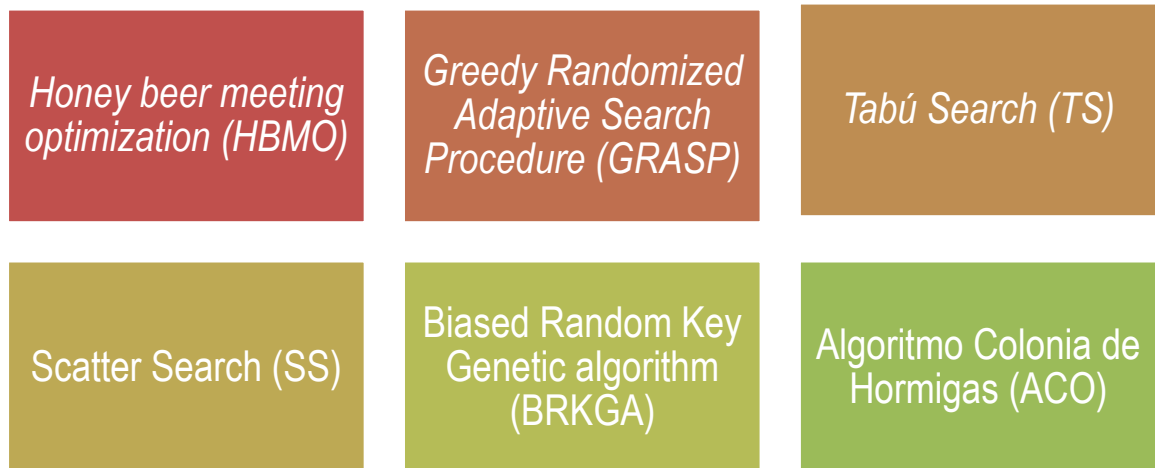 Honey beer meeting
optimization (HBMO)
Greedy Randomized
Adaptive Search
Procedure (GRASP)
Tabú Search (TS)
Scatter Search (SS)
Biased Random Key
Genetic algorithm
(BRKGA)
Algoritmo Colonia de
Hormigas (ACO)